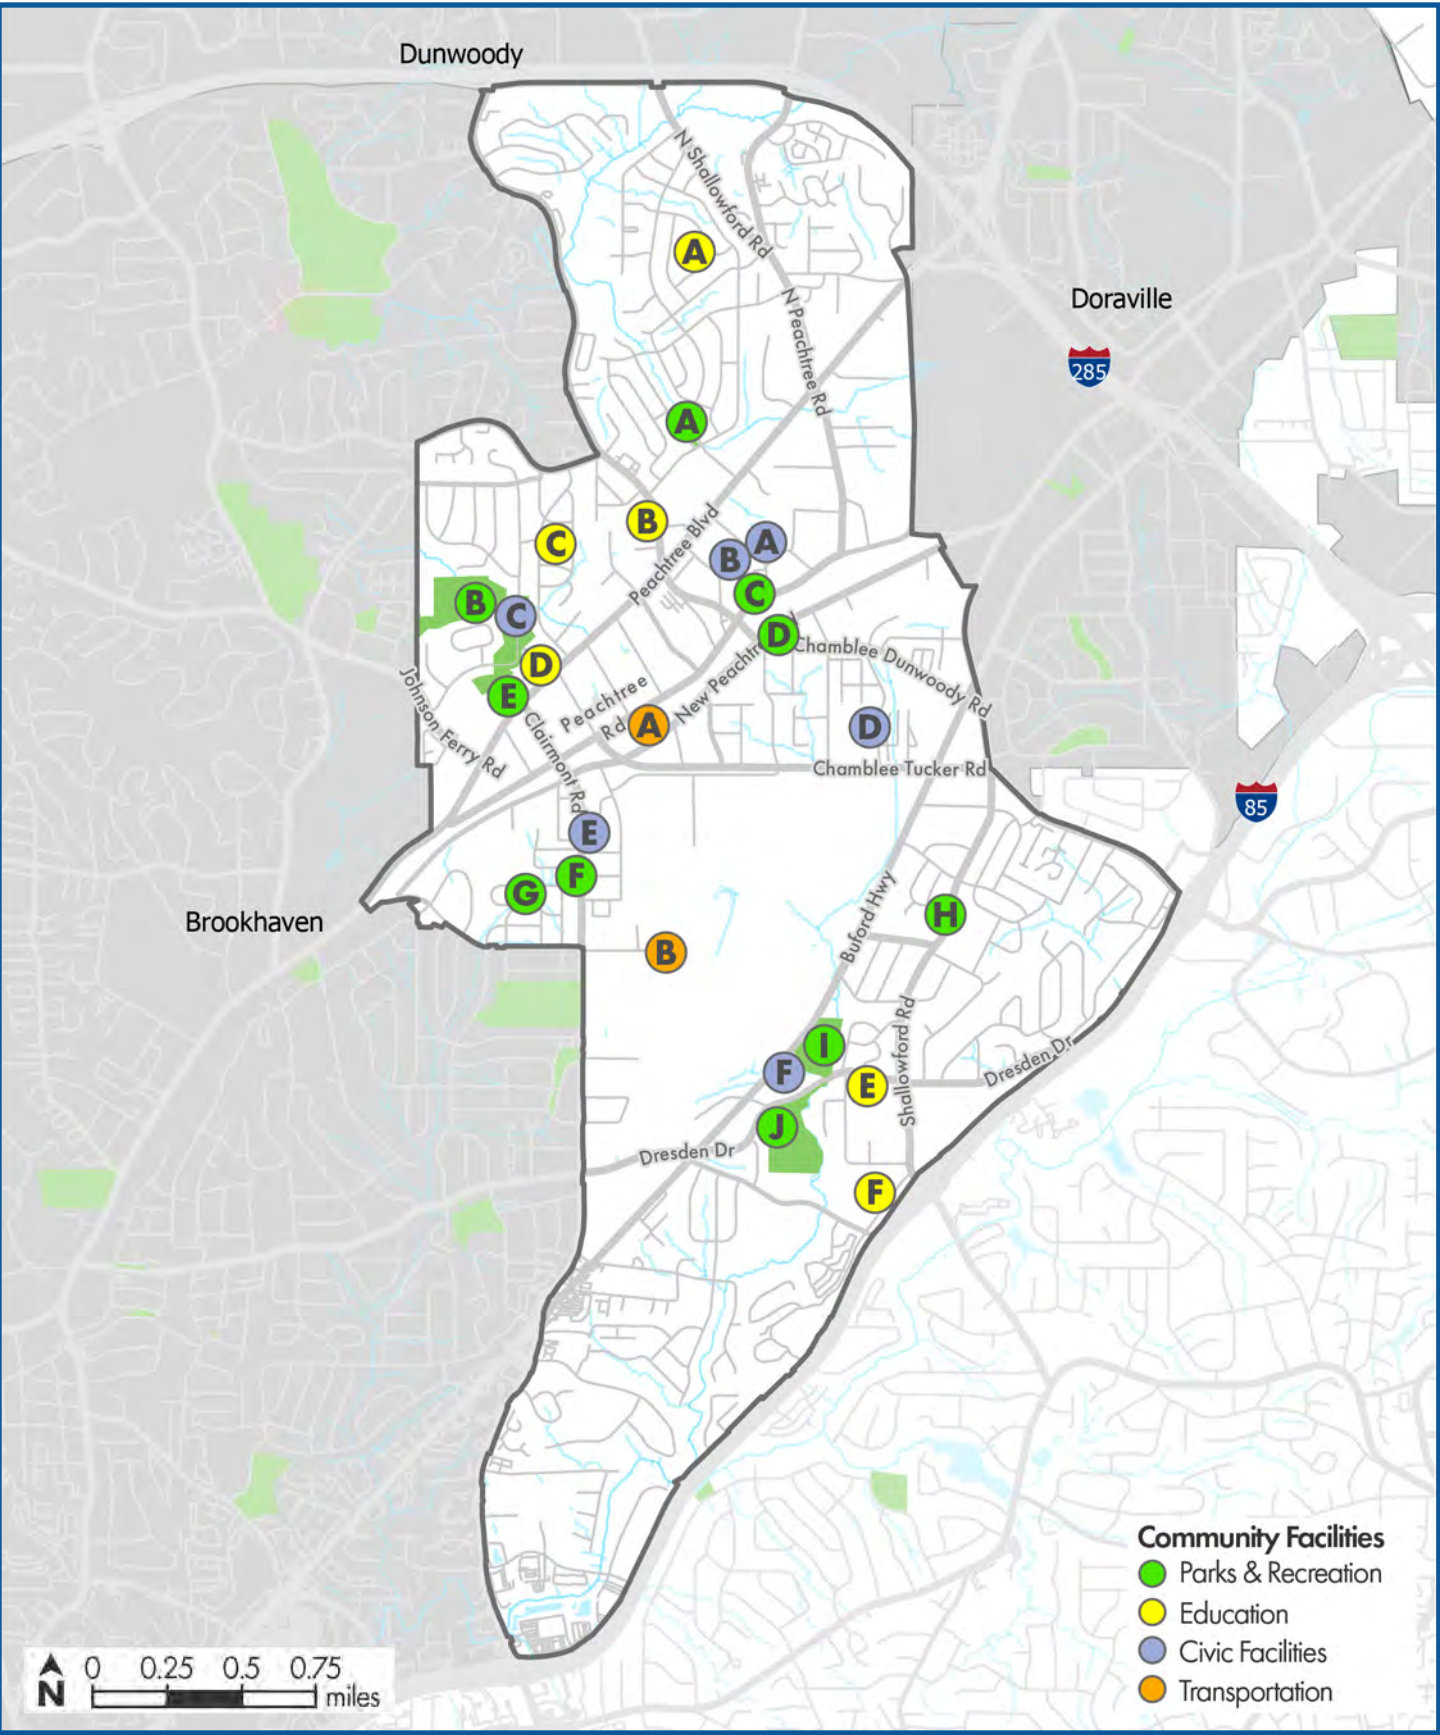 Dunwoody
N Shallowford Rd
A
Doraville
N Peachtree Rd
285
A
B
Peachtree Blvd
C
A
B
B
C
C
D
Chamblee Dunwoody Rd
D
E
Johnson Ferry Rd
Peachtree
Rd
A
New Peachtr
D
Clairmont Rd
Chamblee Tucker Rd
85
E
F
G
Brookhaven
Buford Hwy
H
B
Shallowford Rd
I
Dresden Dr
F
E
J
Dresden Dr
F
Community Facilities
Parks & Recreation
Education
Civic Facilities
Transportation
N
0 0.25 0.5 0.75
miles